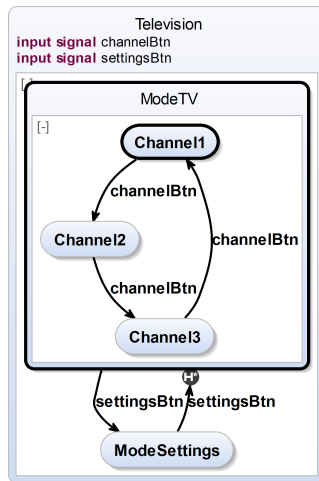 Television
input signal channelBtn
input signal settingsBtn
[-]
ModeTV
[-]
Channel1
channelBtn
Channel2
channelBtn
channelBtn
Channel3
H*
settingsBtn settingsBtn
ModeSettings